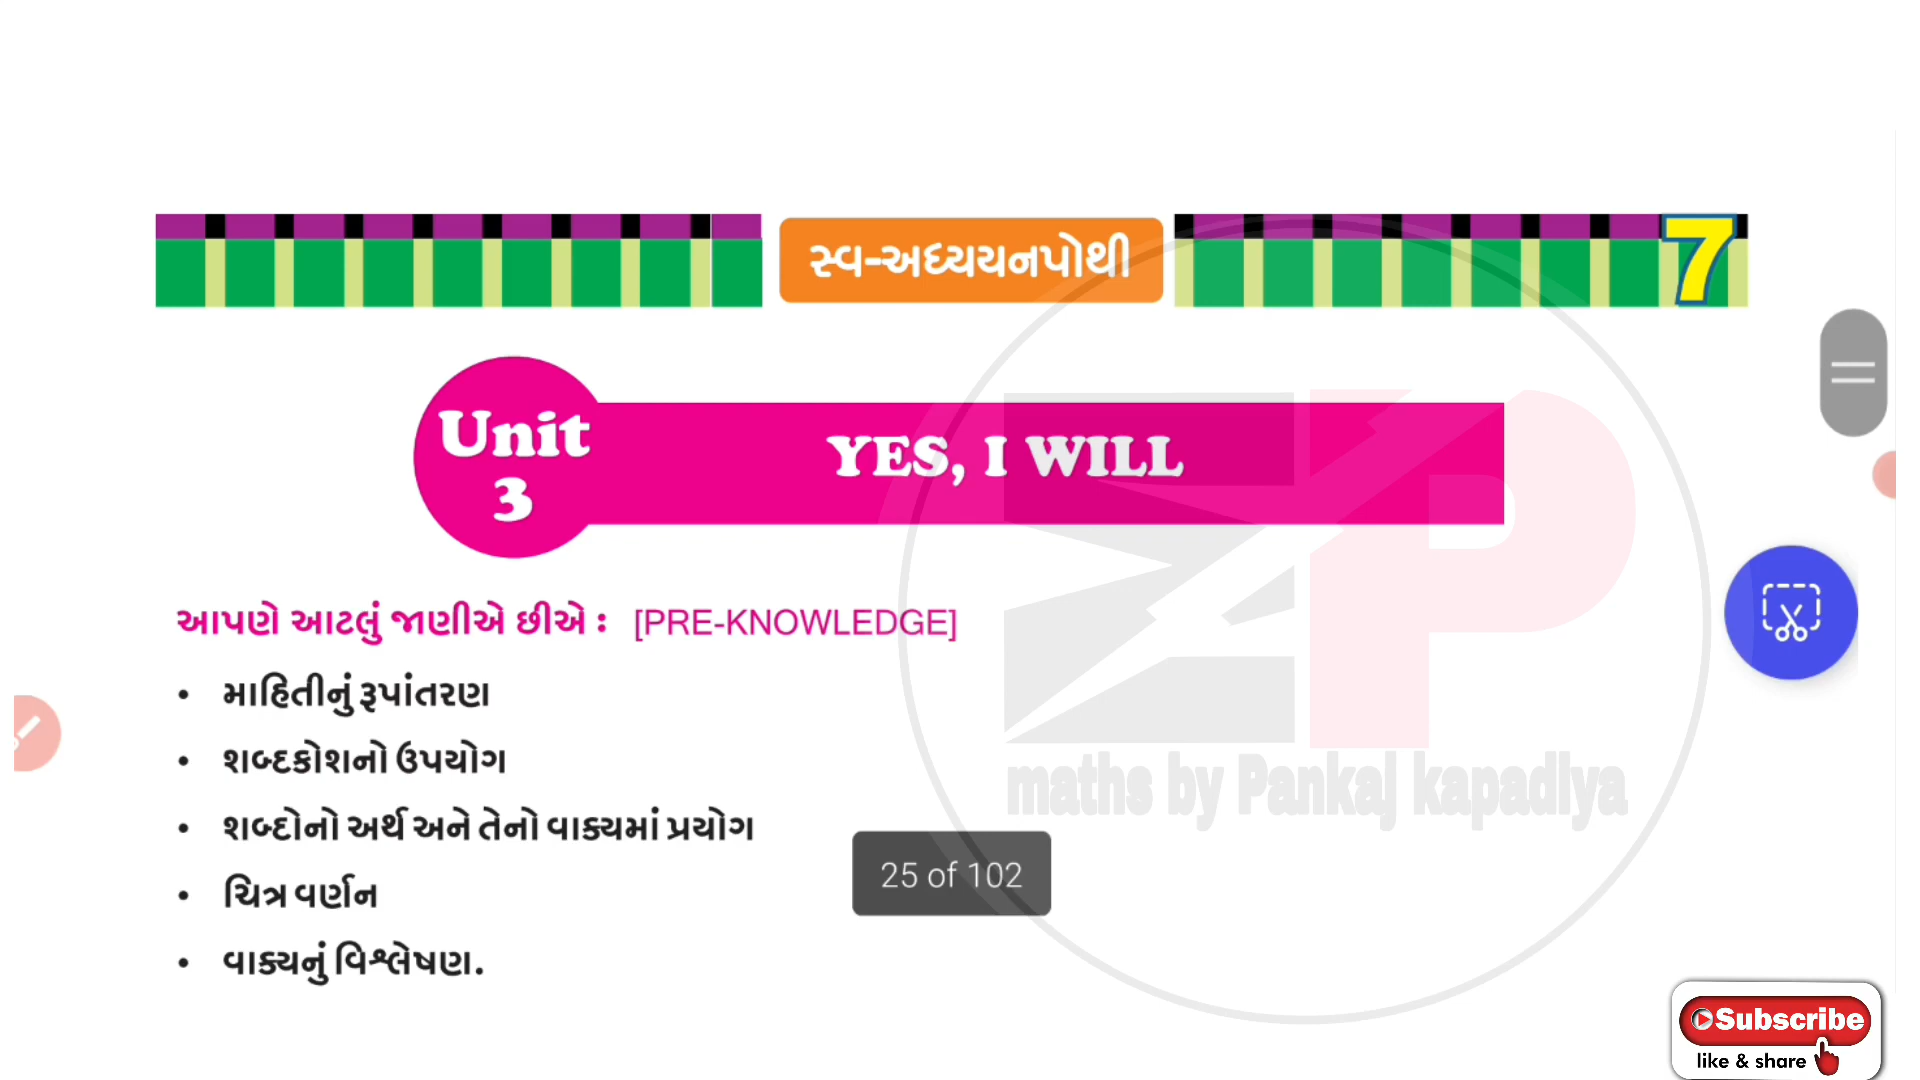 સ્વ-અધ્યયનપોથી
7
Unit
3
YES, I WILL
આપણે આટલું જાણીએ છીએ : [PRE-KNOWLEDGE]
• માહિતીનું રૂપાંતરણ
• શબ્દકોશનો ઉપયોગ
• શબ્દોનો અર્થ અને તેનો વાક્યમાં પ્રયોગ
• ચિત્ર વર્ણન
• વાક્યનું વિશ્લેષણ.
P
maths by Pankaj kapadiya
25 of 102
Subscribe
like & share